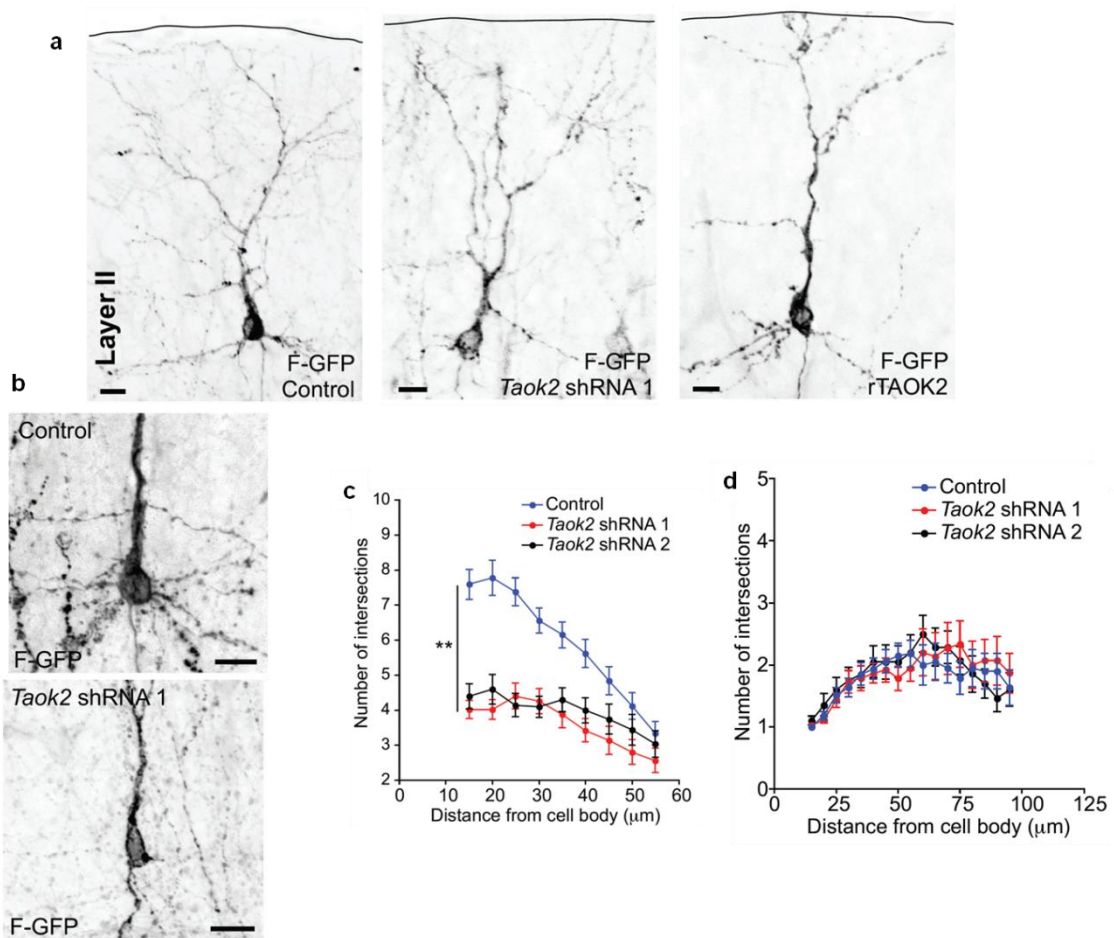 a
Layer II
F-GFP
Control
F-GFP
Taok2 shRNA 1
F-GFP
rTAOK2
b
Control
F-GFP
Taok2 shRNA 1
F-GFP
c
Control
Taok2 shRNA 1
Taok2 shRNA 2
Number of intersections
10
9
8
7
6
5
4
3
2
**
0 10 20 30 40 50 60
Distance from cell body (μm)
d
Control
Taok2 shRNA 1
Taok2 shRNA 2
Number of intersections
5
4
3
2
1
0
0 25 50 75 100 125
Distance from cell body (μm)